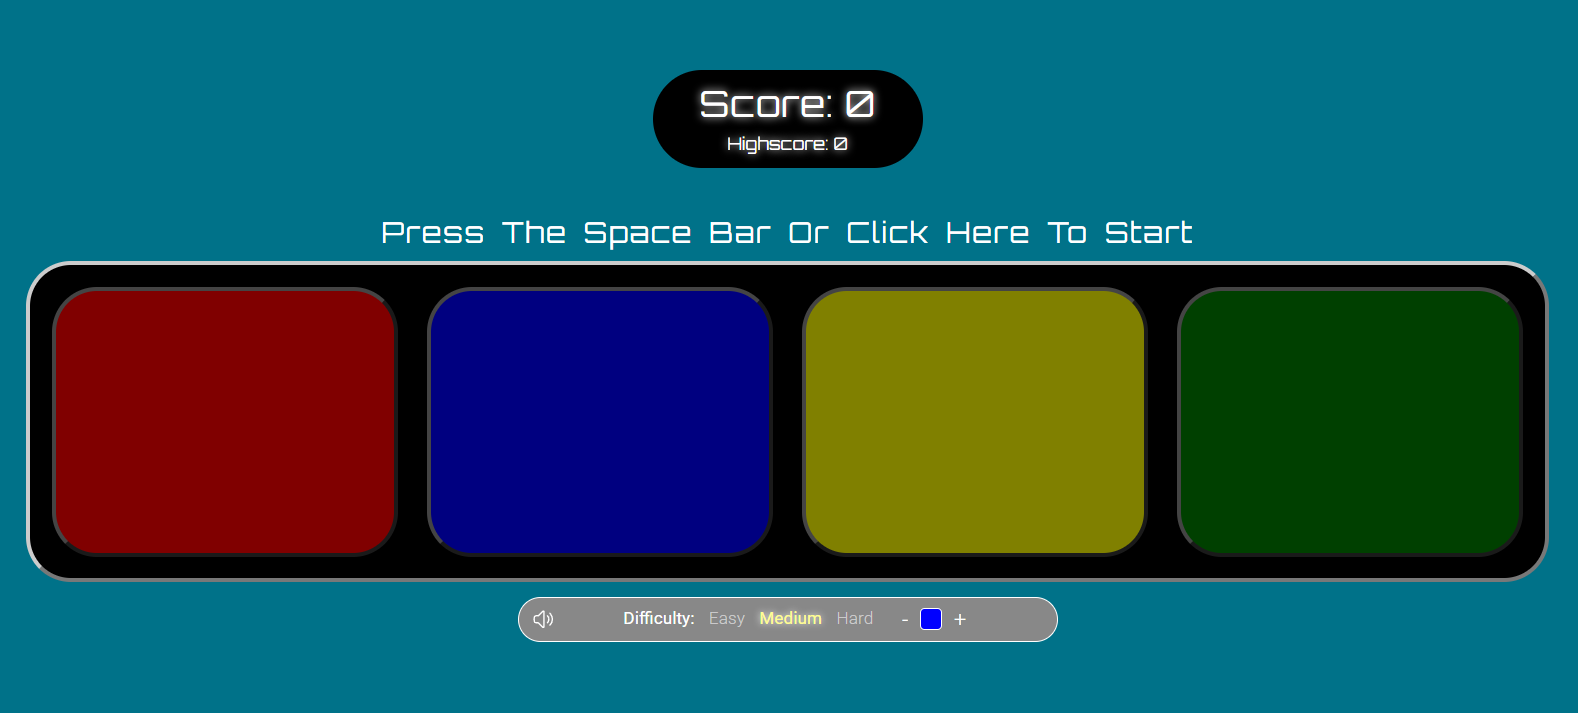 Score: 0
Highscore: 0
Press The Space Bar Or Click Here To Start
Difficulty: Easy Medium Hard - +